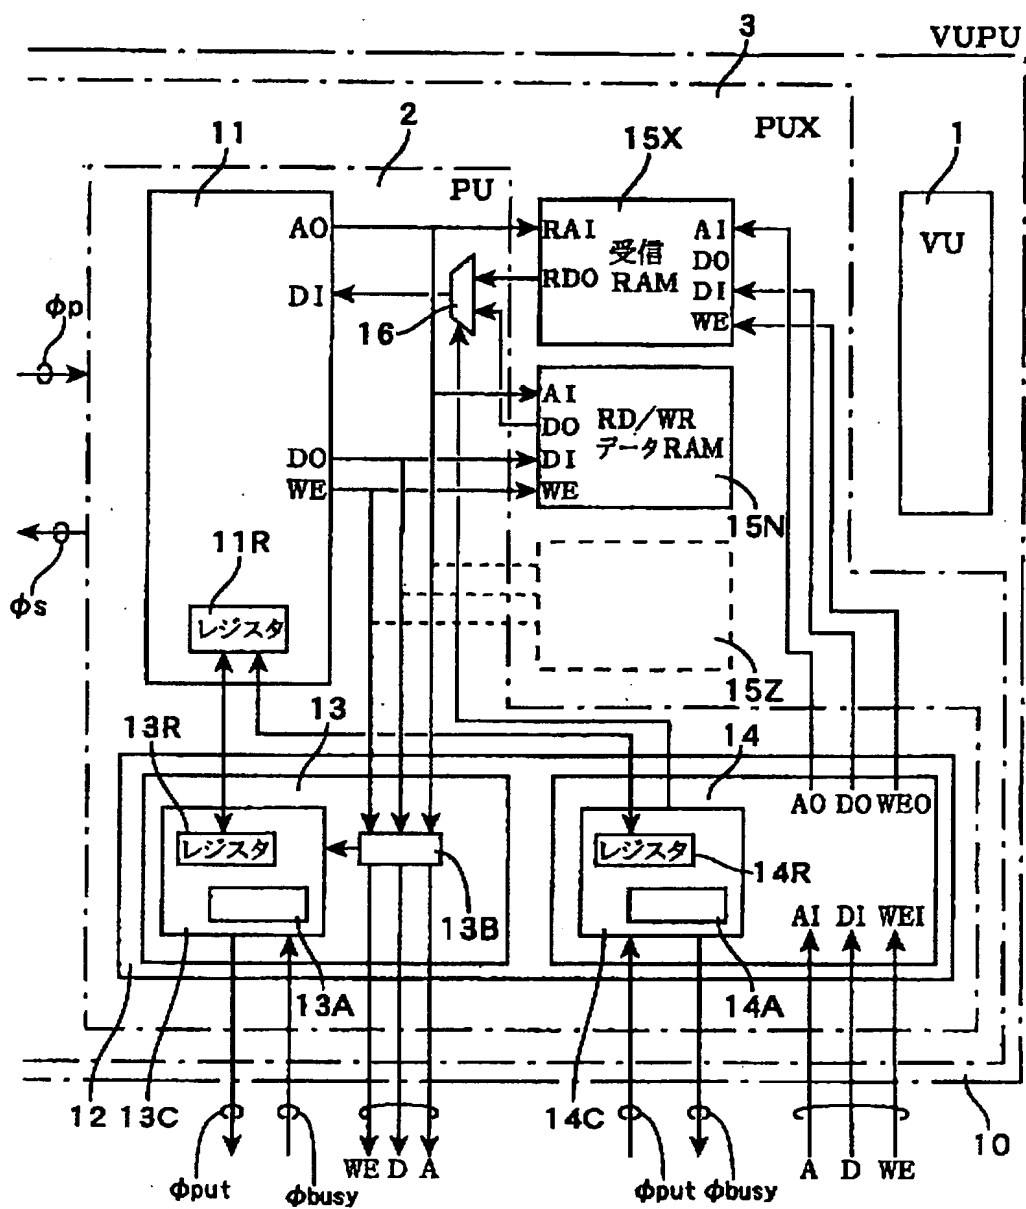 VUPU
3
PUX
2
11
15X
1
PU
VU
AO
RAI
AI
受信
DO
RAM
RDO
DI
DI
WE
16
φp
AI
RD/WR
DO
データRAM
DO
DI
WE
WE
15N
11R
φs
レジスタ
15Z
13R
13
14
AO DO WEO
レジスタ
レジスタ
14R
13B
AI DI WEI
13A
14A
12
13C
14C
10
φput
φbusy
WE D A
φput
φbusy
A D WE